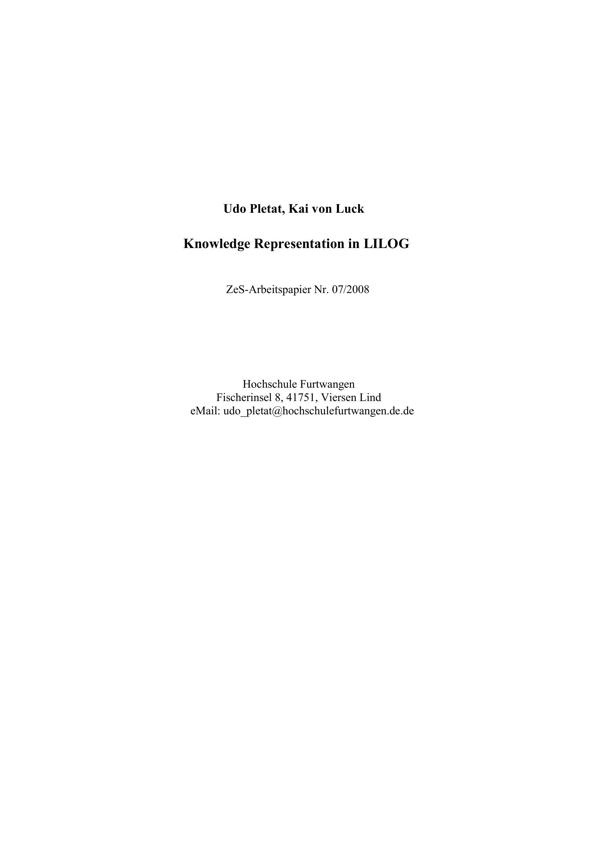 Udo Pletat, Kai von Luck
Knowledge Representation in LILOG
ZeS-Arbeitspapier Nr. 07/2008
Hochschule Furtwangen
Fischerinsel 8, 41751, Viersen Lind
eMail: udo_pletat@hochschulefurtwangen.de.de